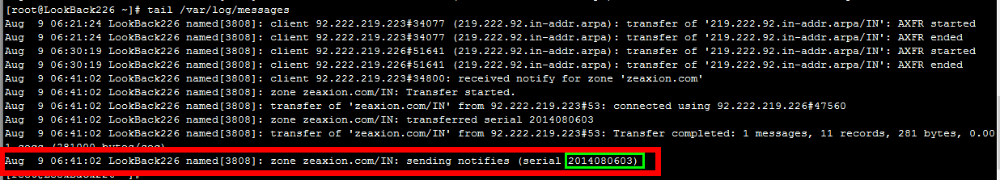 [root@LookBack226 ~]# tail /var/log/messages
Aug  9 06:21:24 LookBack226 named[3808]: client 92.222.219.223#34077 (219.222.92.in-addr.arpa): transfer of '219.222.92.in-addr.arpa/IN': AXFR started
Aug  9 06:21:24 LookBack226 named[3808]: client 92.222.219.223#34077 (219.222.92.in-addr.arpa): transfer of '219.222.92.in-addr.arpa/IN': AXFR ended
Aug  9 06:30:19 LookBack226 named[3808]: client 92.222.219.226#51641 (219.222.92.in-addr.arpa): transfer of '219.222.92.in-addr.arpa/IN': AXFR started
Aug  9 06:30:19 LookBack226 named[3808]: client 92.222.219.226#51641 (219.222.92.in-addr.arpa): transfer of '219.222.92.in-addr.arpa/IN': AXFR ended
Aug  9 06:41:02 LookBack226 named[3808]: client 92.222.219.223#34800: received notify for zone 'zeaxion.com'
Aug  9 06:41:02 LookBack226 named[3808]: zone zeaxion.com/IN: Transfer started.
Aug  9 06:41:02 LookBack226 named[3808]: transfer of 'zeaxion.com/IN' from 92.222.219.223#53: connected using 92.222.219.226#47560
Aug  9 06:41:02 LookBack226 named[3808]: zone zeaxion.com/IN: transferred serial 2014080603
Aug  9 06:41:02 LookBack226 named[3808]: transfer of 'zeaxion.com/IN' from 92.222.219.223#53: Transfer completed: 1 messages, 11 records, 281 bytes, 0.00
1 secs (281000 bytes/sec)
Aug  9 06:41:02 LookBack226 named[3808]: zone zeaxion.com/IN: sending notifies (serial 2014080603)
[root@LookBack226 ~]#